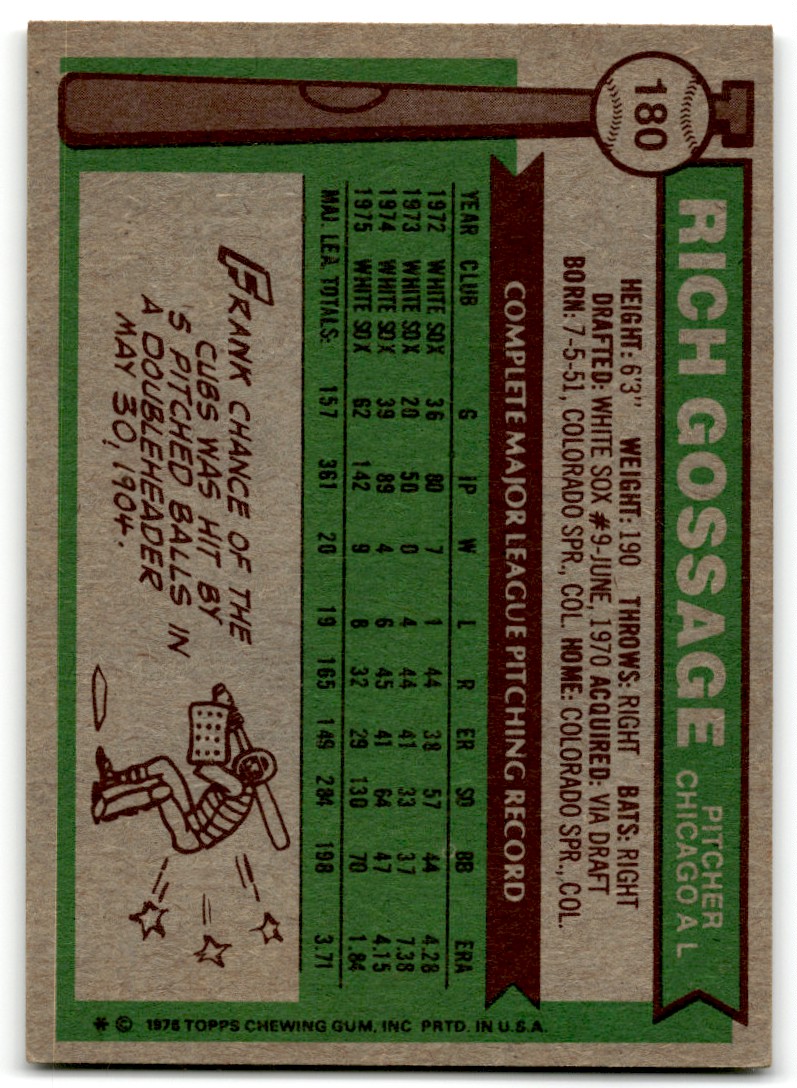 180
RICH GOSSAGE
PITCHER
CHICAGO A L
HEIGHT: 6'3" WEIGHT: 190 THROWS: RIGHT BATS: RIGHT
DRAFTED: WHITE SOX #9-JUNE, 1970 ACQUIRED: VIA DRAFT
BORN: 7-5-51, COLORADO SPR., COL. HOME: COLORADO SPR., COL.
COMPLETE MAJOR LEAGUE PITCHING RECORD
YEAR CLUB G IP W L R ER SO BB ERA
1972 WHITE SOX 36 80 7 1 44 38 57 44 4.28
1973 WHITE SOX 20 50 0 4 44 41 33 37 7.38
1974 WHITE SOX 39 89 4 6 45 41 64 47 4.15
1975 WHITE SOX 62 142 9 8 32 29 130 70 1.84
MAJ. LEA. TOTALS: 157 361 20 19 165 149 284 198 3.71
FRANK CHANCE OF THE
CUBS WAS HIT BY
5 PITCHED BALLS IN
A DOUBLEHEADER
MAY 30, 1904.
* © 1976 TOPPS CHEWING GUM, INC PRTD. IN U.S.A.